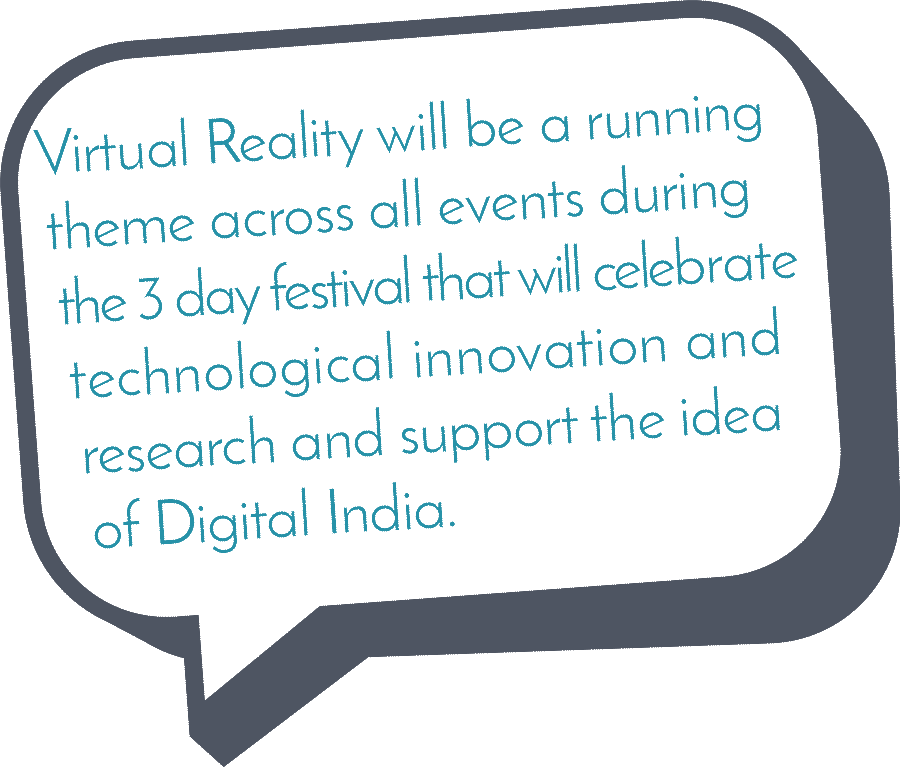 Virtual Reality will be a running
theme across all events during
the 3 day festival that will celebrate
technological innovation and
research and support the idea
of Digital India.